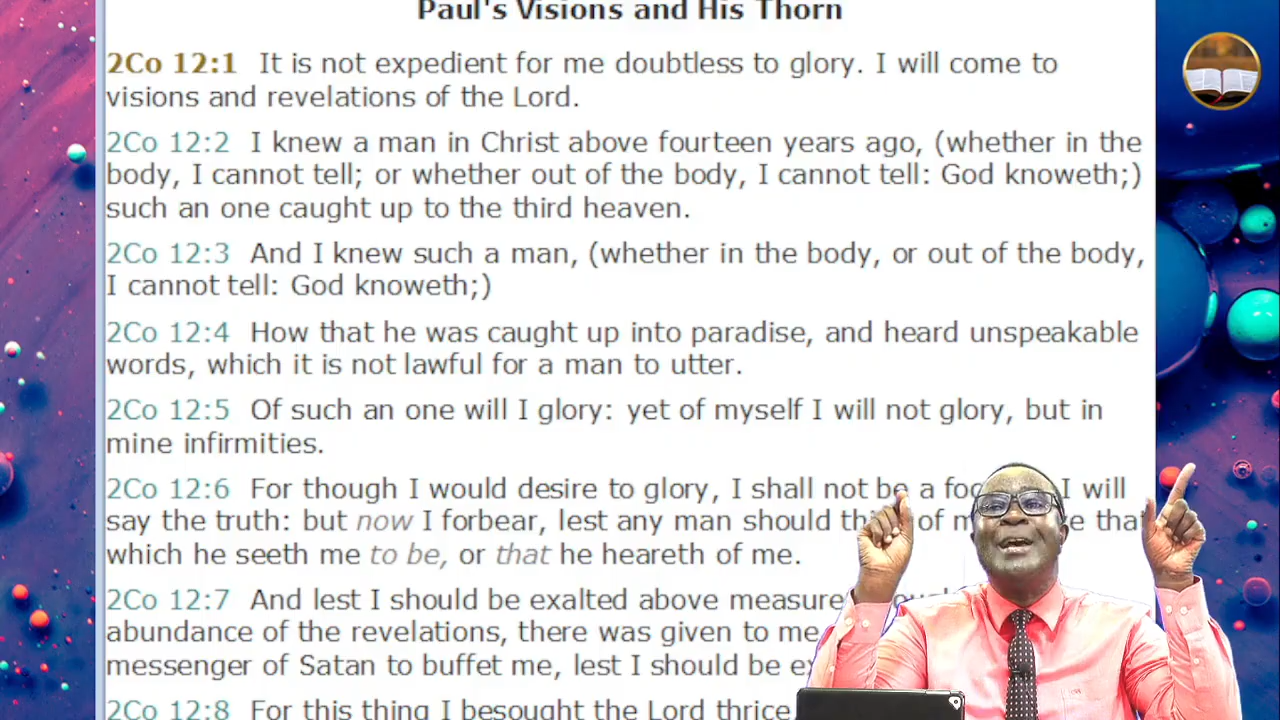 Paul's Visions and His Thorn
2Co 12:1 It is not expedient for me doubtless to glory. I will come to
visions and revelations of the Lord.
2Co 12:2 I knew a man in Christ above fourteen years ago, (whether in the
body, I cannot tell; or whether out of the body, I cannot tell: God knoweth;)
such an one caught up to the third heaven.
2Co 12:3 And I knew such a man, (whether in the body, or out of the body,
I cannot tell: God knoweth;)
2Co 12:4 How that he was caught up into paradise, and heard unspeakable
words, which it is not lawful for a man to utter.
2Co 12:5 Of such an one will I glory: yet of myself I will not glory, but in
mine infirmities.
2Co 12:6 For though I would desire to glory, I shall not be a I will
say the truth: but now I forbear, lest any man should of
which he seeth me to be, or that he heareth of me.
2Co 12:7 And lest I should be exalted above measure
abundance of the revelations, there was given to me
messenger of Satan to buffet me, lest I should be
2Co 12:8 For this thing I besought the Lord thrice,